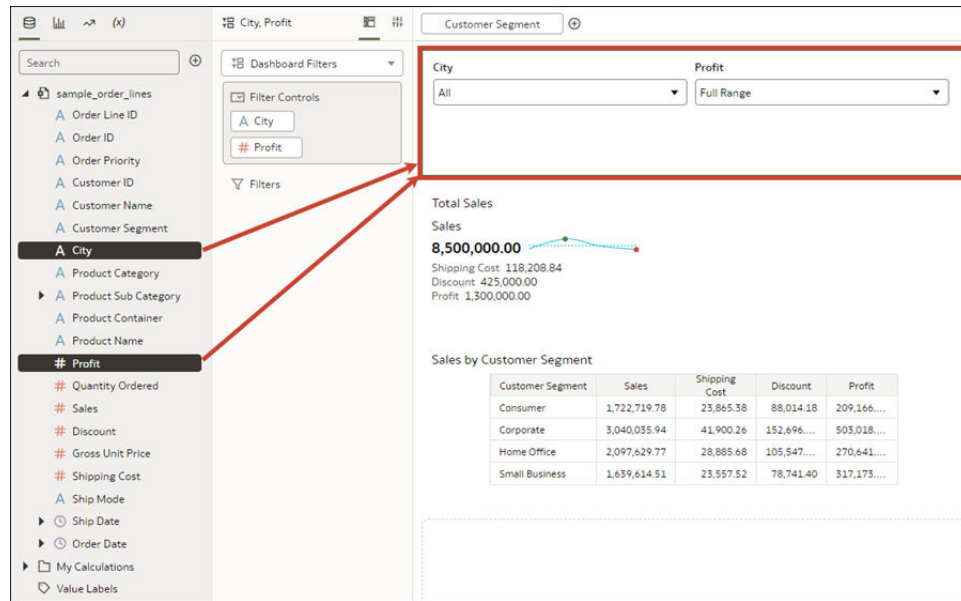 (x)
City, Profit
Customer Segment
Search
sample_order_lines
A Order Line ID
A Order ID
A Order Priority
A Customer ID
A Customer Name
A Customer Segment
A City
A Product Category
A Product Sub Category
A Product Container
A Product Name
# Profit
# Quantity Ordered
# Sales
# Discount
# Gross Unit Price
# Shipping Cost
A Ship Mode
Ship Date
Order Date
My Calculations
Value Labels
Dashboard Filters
Filter Controls
A City
# Profit
Filters
City Profit
All Full Range
Total Sales
Sales
8,500,000.00
Shipping Cost 118,208.84
Discount 425,000.00
Profit 1,300,000.00
Sales by Customer Segment
Customer Segment Sales Shipping Cost Discount Profit
Consumer 1,722,719.78 23,865.38 88,014.18 209,166....
Corporate 3,040,035.94 41,900.26 152,696.... 503,018....
Home Office 2,097,629.77 28,885.68 105,547.... 270,641....
Small Business 1,639,614.51 23,557.52 78,741.40 317,173....